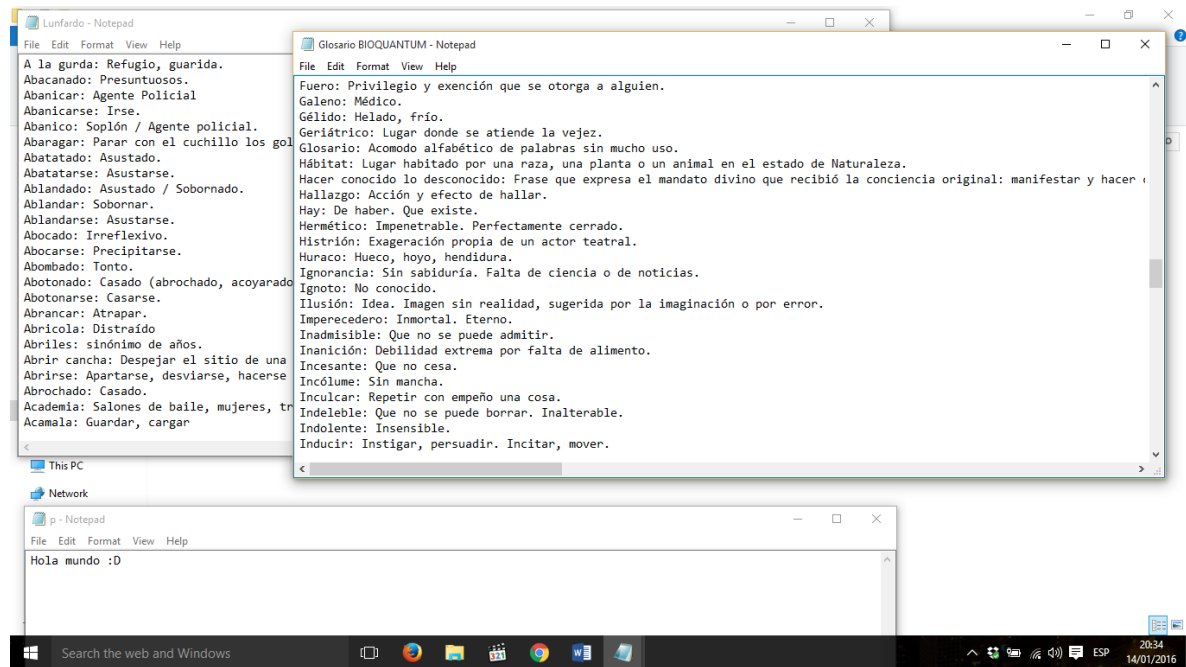 Lunfardo - Notepad
File Edit Format View Help
A la gurda: Refugio, guarida.
Abacanado: Presuntuosos.
Abanicar: Agente Policial
Abanicarse: Irse.
Abanico: Soplón / Agente policial.
Abaragar: Parar con el cuchillo los gol
Abatatado: Asustado.
Abatatarse: Asustarse.
Ablandado: Asustado / Sobornado.
Ablandar: Sobornar.
Ablandarse: Asustarse.
Abocado: Irreflexivo.
Abocarse: Precipitarse.
Abombado: Tonto.
Abotonado: Casado (abrochado, acoyarado
Abotonarse: Casarse.
Abrancar: Atrapar.
Abricola: Distraído
Abriles: sinónimo de años.
Abrir cancha: Despejar el sitio de una
Abrirse: Apartarse, desviarse, hacerse
Abrochado: Casado.
Academia: Salones de baile, mujeres, tr
Acamala: Guardar, cargar
Glosario BIOQUANTUM - Notepad
File Edit Format View Help
Fuero: Privilegio y exención que se otorga a alguien.
Galeno: Médico.
Gélido: Helado, frío.
Geriátrico: Lugar donde se atiende la vejez.
Glosario: Acomodo alfabético de palabras sin mucho uso.
Hábitat: Lugar habitado por una raza, una planta o un animal en el estado de Naturaleza.
Hacer conocido lo desconocido: Frase que expresa el mandato divino que recibió la conciencia original: manifestar y hacer
Hallazgo: Acción y efecto de hallar.
Hay: De haber. Que existe.
Hermético: Impenetrable. Perfectamente cerrado.
Histrión: Exageración propia de un actor teatral.
Huraco: Hueco, hoyo, hendidura.
Ignorancia: Sin sabiduría. Falta de ciencia o de noticias.
Ignoto: No conocido.
Ilusión: Idea. Imagen sin realidad, sugerida por la imaginación o por error.
Imperecedero: Inmortal. Eterno.
Inadmisible: Que no se puede admitir.
Inanición: Debilidad extrema por falta de alimento.
Incesante: Que no cesa.
Incólume: Sin mancha.
Inculcar: Repetir con empeño una cosa.
Indeleble: Que no se puede borrar. Inalterable.
Indolente: Insensible.
Inducir: Instigar, persuadir. Incitar, mover.
This PC
Network
p - Notepad
File Edit Format View Help
Hola mundo :D
Search the web and Windows
321
ESP
20:34
14/01/2016